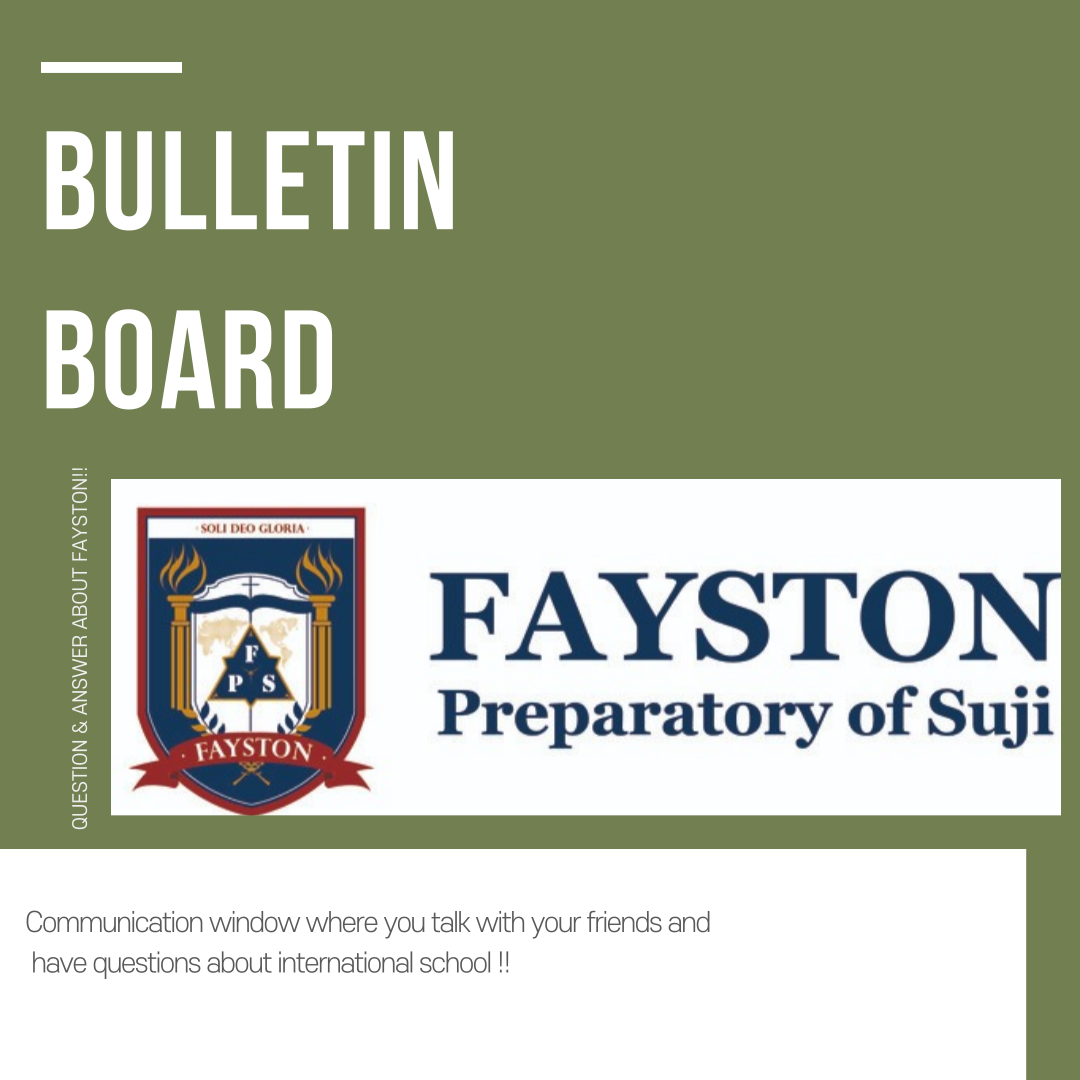 BULLETIN
BOARD
QUESTION & ANSWER ABOUT FAYSTON!!
· SOLI DEO GLORIA ·
F
P S
· FAYSTON ·
FAYSTON
Preparatory of Suji
Communication window where you talk with your friends and
have questions about international school !!